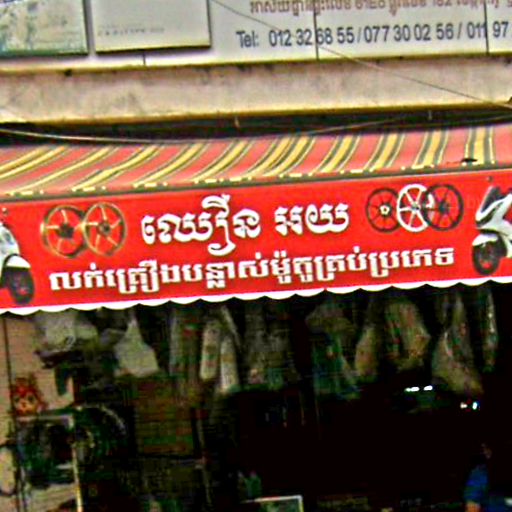 Tel: 012 32 68 55 / 077 30 02 56 / 011 97
ឈៀន អយ
លក់គ្រឿងបន្លាស់ម៉ូតូគ្រប់ប្រភេទ